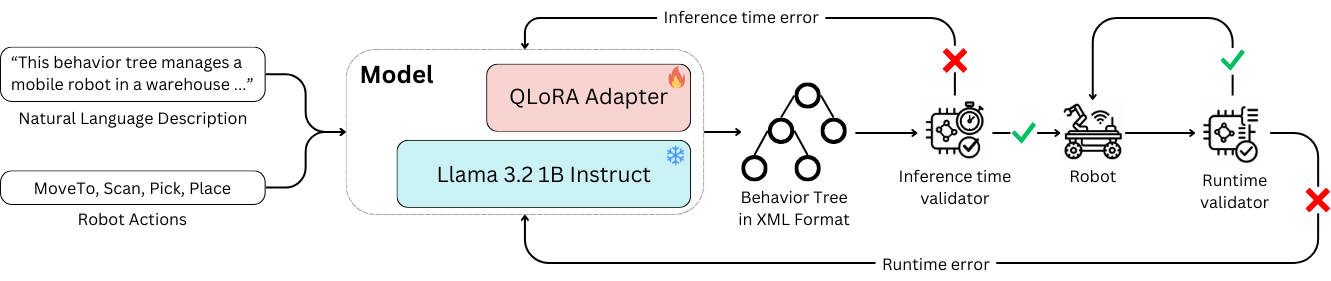 Inference time error
“This behavior tree manages a
mobile robot in a warehouse ...”
Natural Language Description
MoveTo, Scan, Pick, Place
Robot Actions
Model
QLoRA Adapter
Llama 3.2 1B Instruct
Behavior Tree
in XML Format
Inference time
validator
Robot
Runtime
validator
Runtime error